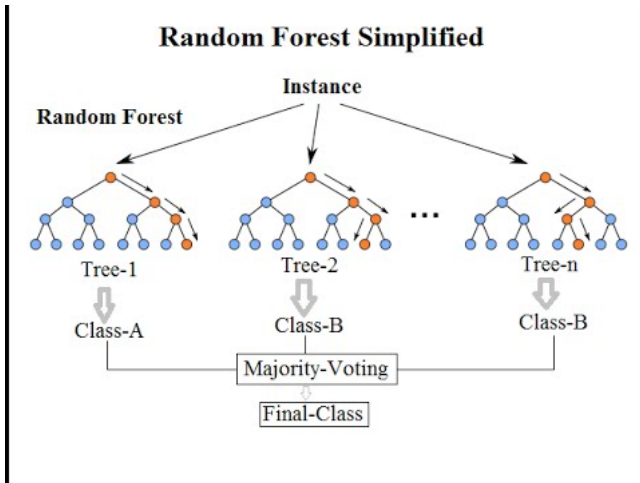 Random Forest Simplified
Instance
Random Forest
...
Tree-1
Tree-2
Tree-n
Class-A
Class-B
Class-B
Majority-Voting
Final-Class